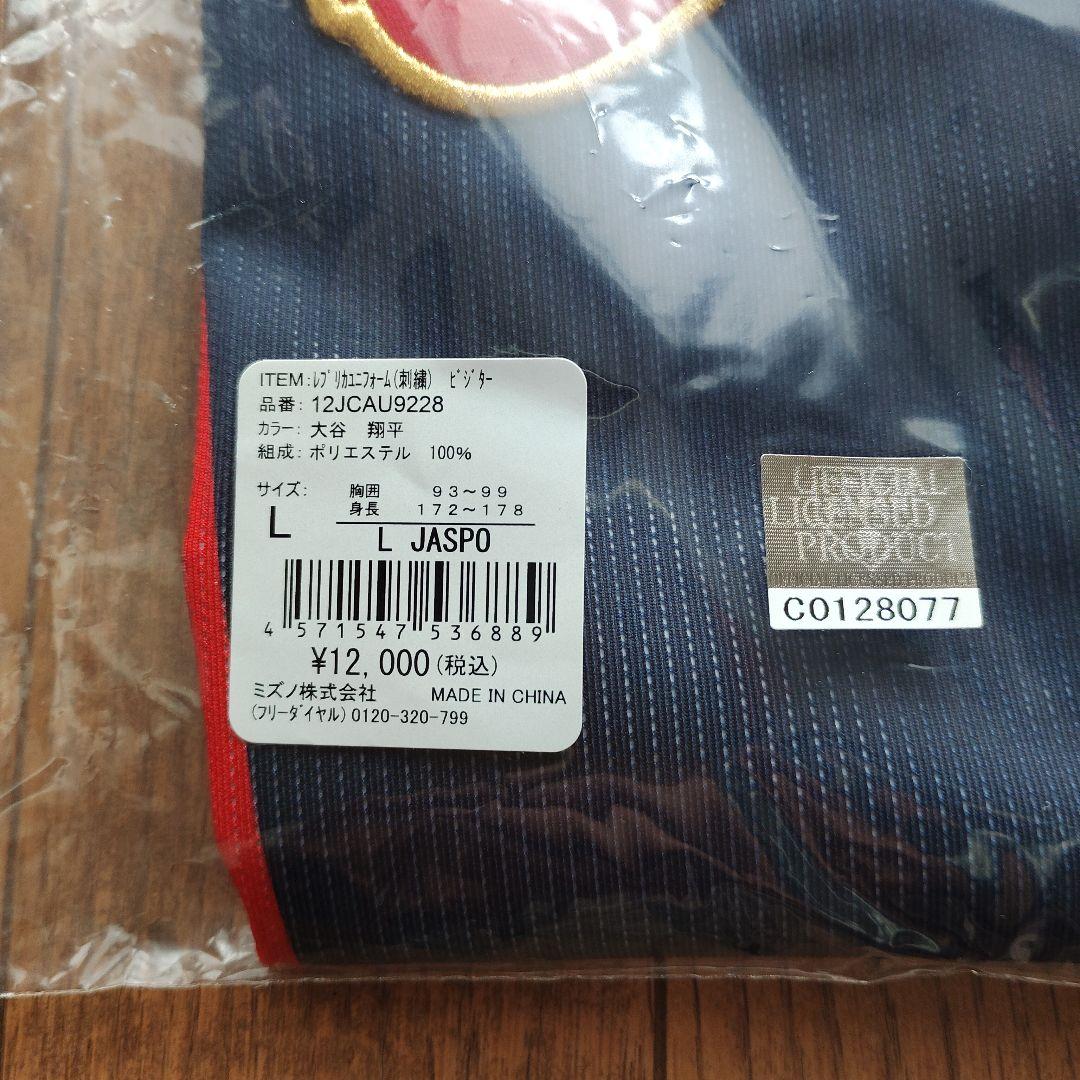 ITEM:ﾚﾌﾟﾘｶﾕﾆﾌｫｰﾑ(刺繍) ﾋﾞｼﾞﾀｰ
品番: 12JCAU9228
カラー: 大谷 翔平
組成: ポリエステル 100%
サイズ: 胸囲 93～99
L 身長 172～178
L JASPO
4 571547 536889
¥12,000(税込)
ミズノ株式会社 MADE IN CHINA
(ﾌﾘｰﾀﾞｲﾔﾙ)0120-320-799
OFFICIAL
LICENSED
PRODUCT
OFFICIAL LICENSED PRODUCT
C0128077